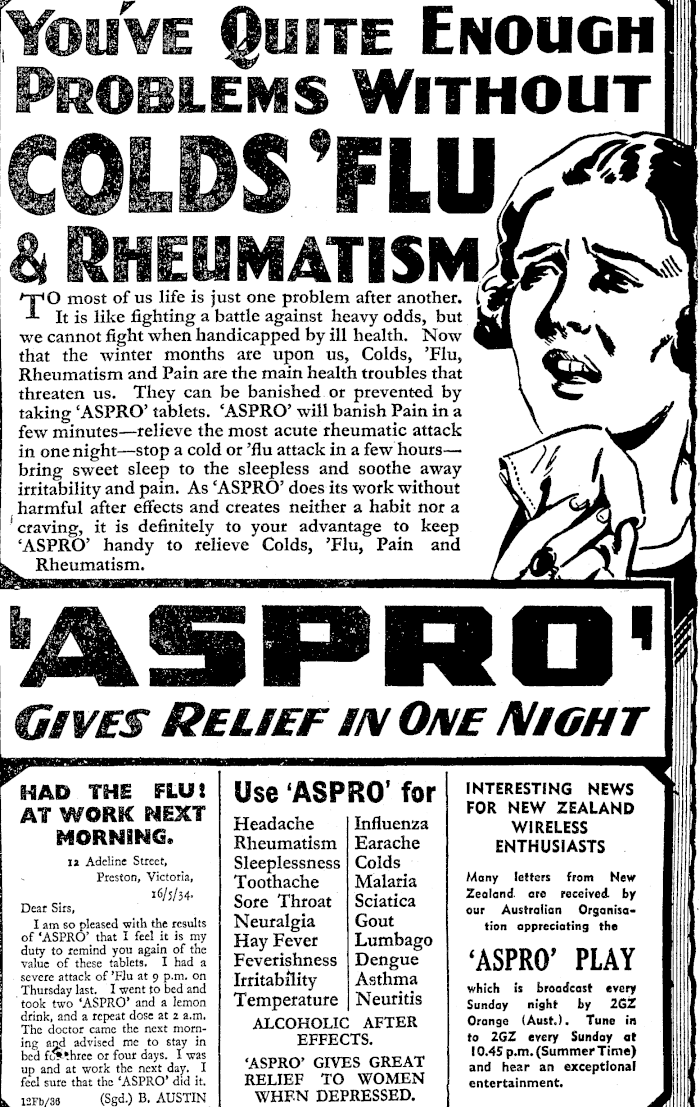 YOU'VE QUITE ENOUGH
PROBLEMS WITHOUT
COLDS 'FLU
& RHEUMATISM
TO most of us life is just one problem after another.
It is like fighting a battle against heavy odds, but
we cannot fight when handicapped by ill health. Now
that the winter months are upon us, Colds, 'Flu,
Rheumatism and Pain are the main health troubles that
threaten us. They can be banished or prevented by
taking 'ASPRO' tablets. 'ASPRO' will banish Pain in a
few minutes—relieve the most acute rheumatic attack
in one night—stop a cold or 'flu attack in a few hours—
bring sweet sleep to the sleepless and soothe away
irritability and pain. As 'ASPRO' does its work without
harmful after effects and creates neither a habit nor a
craving, it is definitely to your advantage to keep
'ASPRO' handy to relieve Colds, 'Flu, Pain and
Rheumatism.
'ASPRO'
GIVES RELIEF IN ONE NIGHT
HAD THE FLU!
AT WORK NEXT
MORNING.
12 Adeline Street,
Preston, Victoria,
16/5/34.
Dear Sirs,
I am so pleased with the results
of 'ASPRO' that I feel it is my
duty to remind you again of the
value of these tablets. I had a
severe attack of 'Flu at 9 p.m. on
Thursday last. I went to bed and
took two 'ASPRO' and a lemon
drink, and a repeat dose at 2 a.m.
The doctor came the next morn-
ing and advised me to stay in
bed for three or four days. I was
up and at work the next day. I
feel sure that the 'ASPRO' did it.
12Fb/36 (Sgd.) B. AUSTIN
Use 'ASPRO' for
Headache
Rheumatism
Sleeplessness
Toothache
Sore Throat
Neuralgia
Hay Fever
Feverishness
Irritability
Temperature
Influenza
Earache
Colds
Malaria
Sciatica
Gout
Lumbago
Dengue
Asthma
Neuritis
ALCOHOLIC AFTER
EFFECTS.
'ASPRO' GIVES GREAT
RELIEF TO WOMEN
WHEN DEPRESSED.
INTERESTING NEWS
FOR NEW ZEALAND
WIRELESS
ENTHUSIASTS
Many letters from New
Zealand are received by
our Australian Organisa-
tion appreciating the
'ASPRO' PLAY
which is broadcast every
Sunday night by 2GZ
Orange (Aust.). Tune in
to 2GZ every Sunday at
10.45 p.m. (Summer Time)
and hear an exceptional
entertainment.